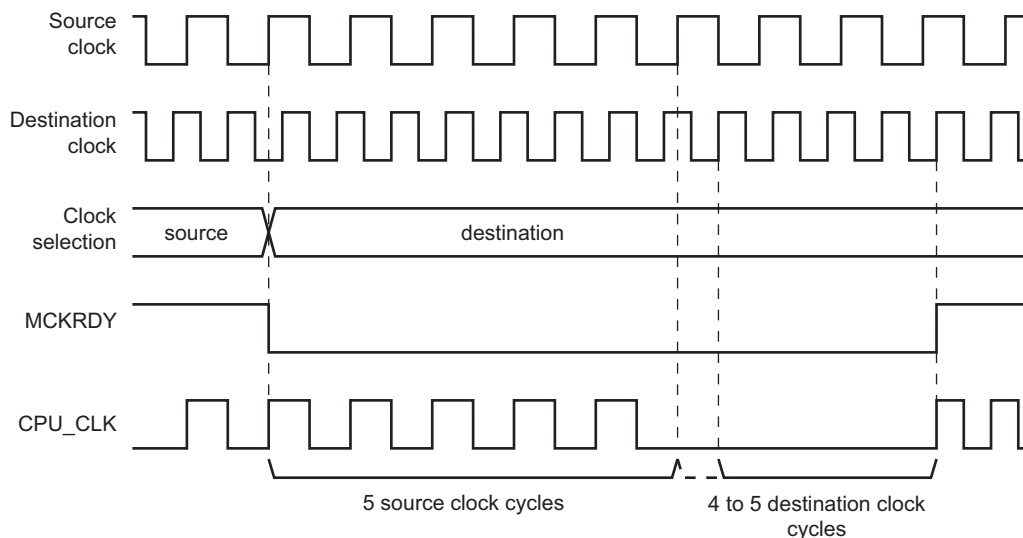 Source
clock
Destination
clock
Clock
selection
source
destination
MCKRDY
CPU_CLK
5 source clock cycles
4 to 5 destination clock
cycles